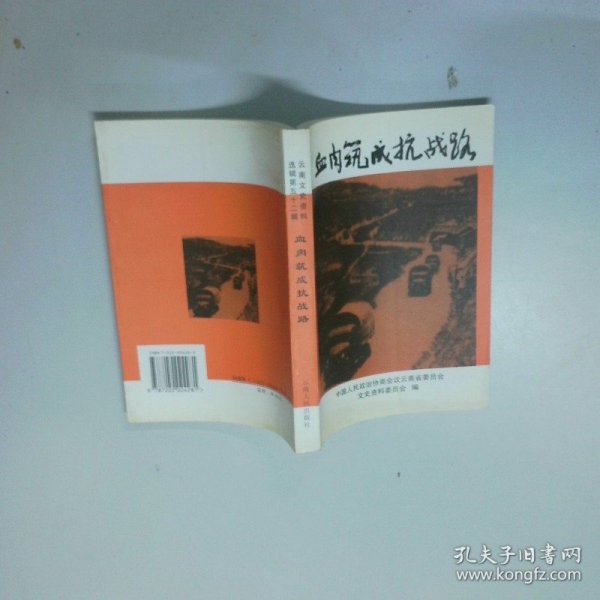 血肉筑成抗战路
中国人民政治协商会议云南省委员会
文史资料委员会 编
云南文史资料
选辑第五十二辑
血肉筑成抗战路
云南人民出版社
孔夫子旧书网
www.kongfz.com